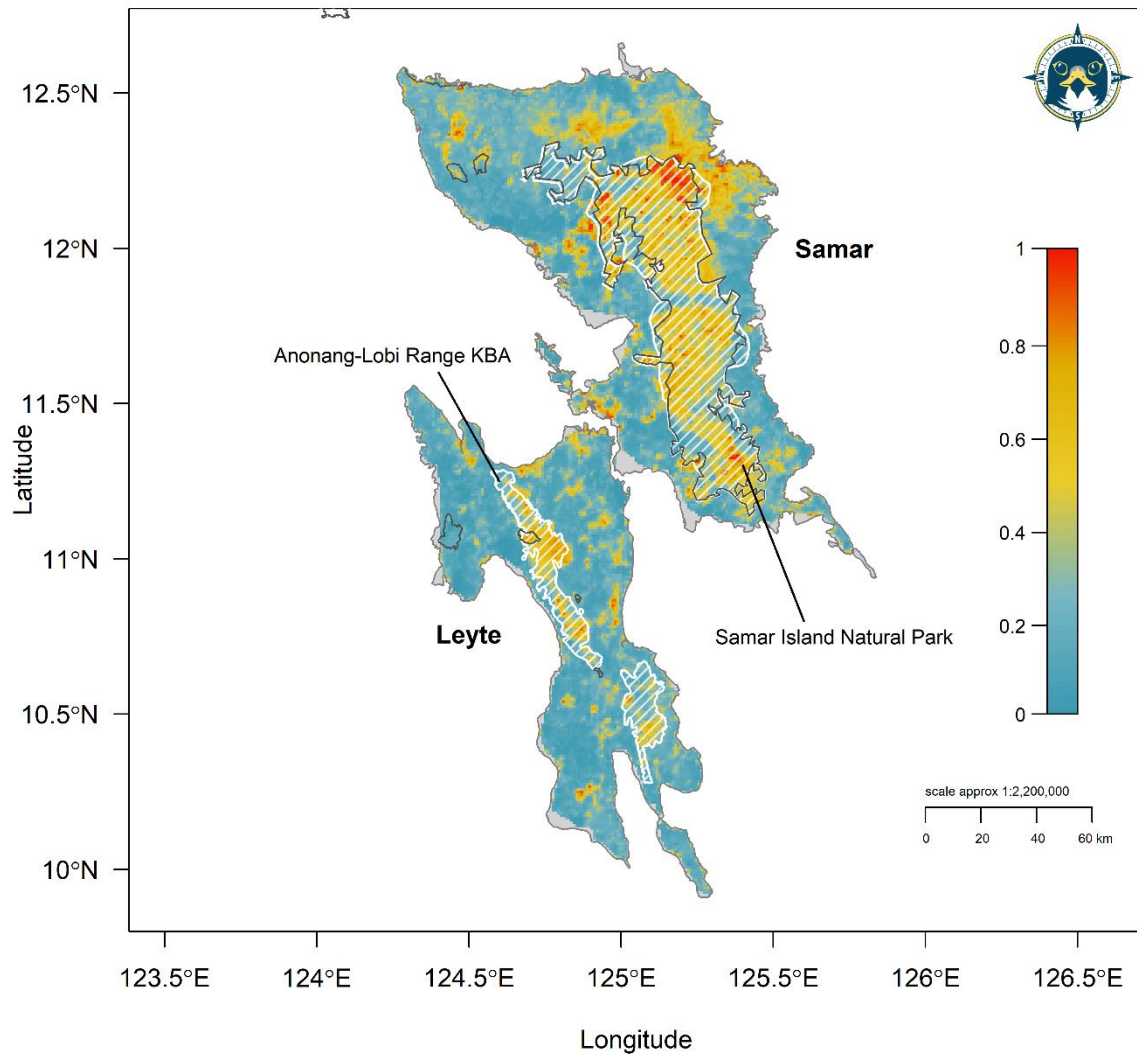 N
S
12.5°N
12°N
11.5°N
11°N
10.5°N
10°N
Latitude
Samar
Anonang-Lobi Range KBA
Leyte
Samar Island Natural Park
1
0.8
0.6
0.4
0.2
0
scale approx 1:2,200,000
0 20 40 60 km
123.5°E 124°E 124.5°E 125°E 125.5°E 126°E 126.5°E
Longitude